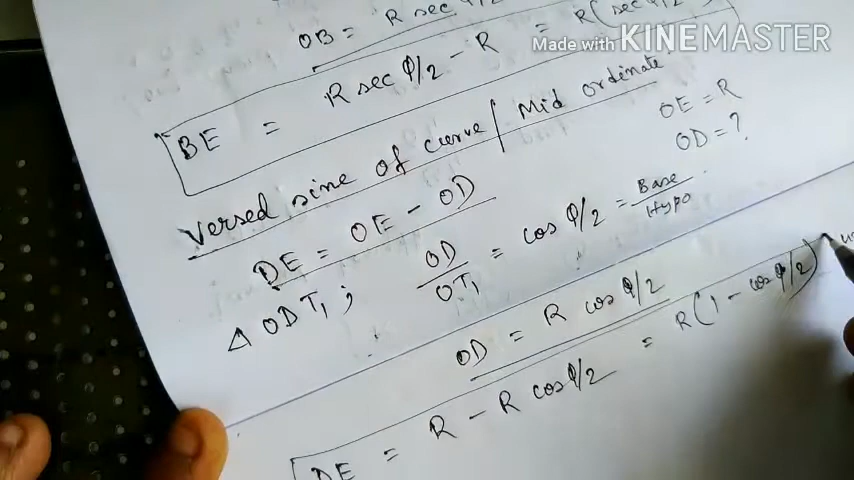 OB = R sec φ/2
Made with KINEMASTER
BE = R sec φ/2 - R = R(sec φ/2
Versed sine of curve / Mid ordinate
OE = R
OD = ?
DE = OE - OD
Δ ODT₁ ; OD/OT₁ = cos φ/2 = Base/Hypo
OD = R cos φ/2
DE = R - R cos φ/2 = R(1 - cos φ/2)